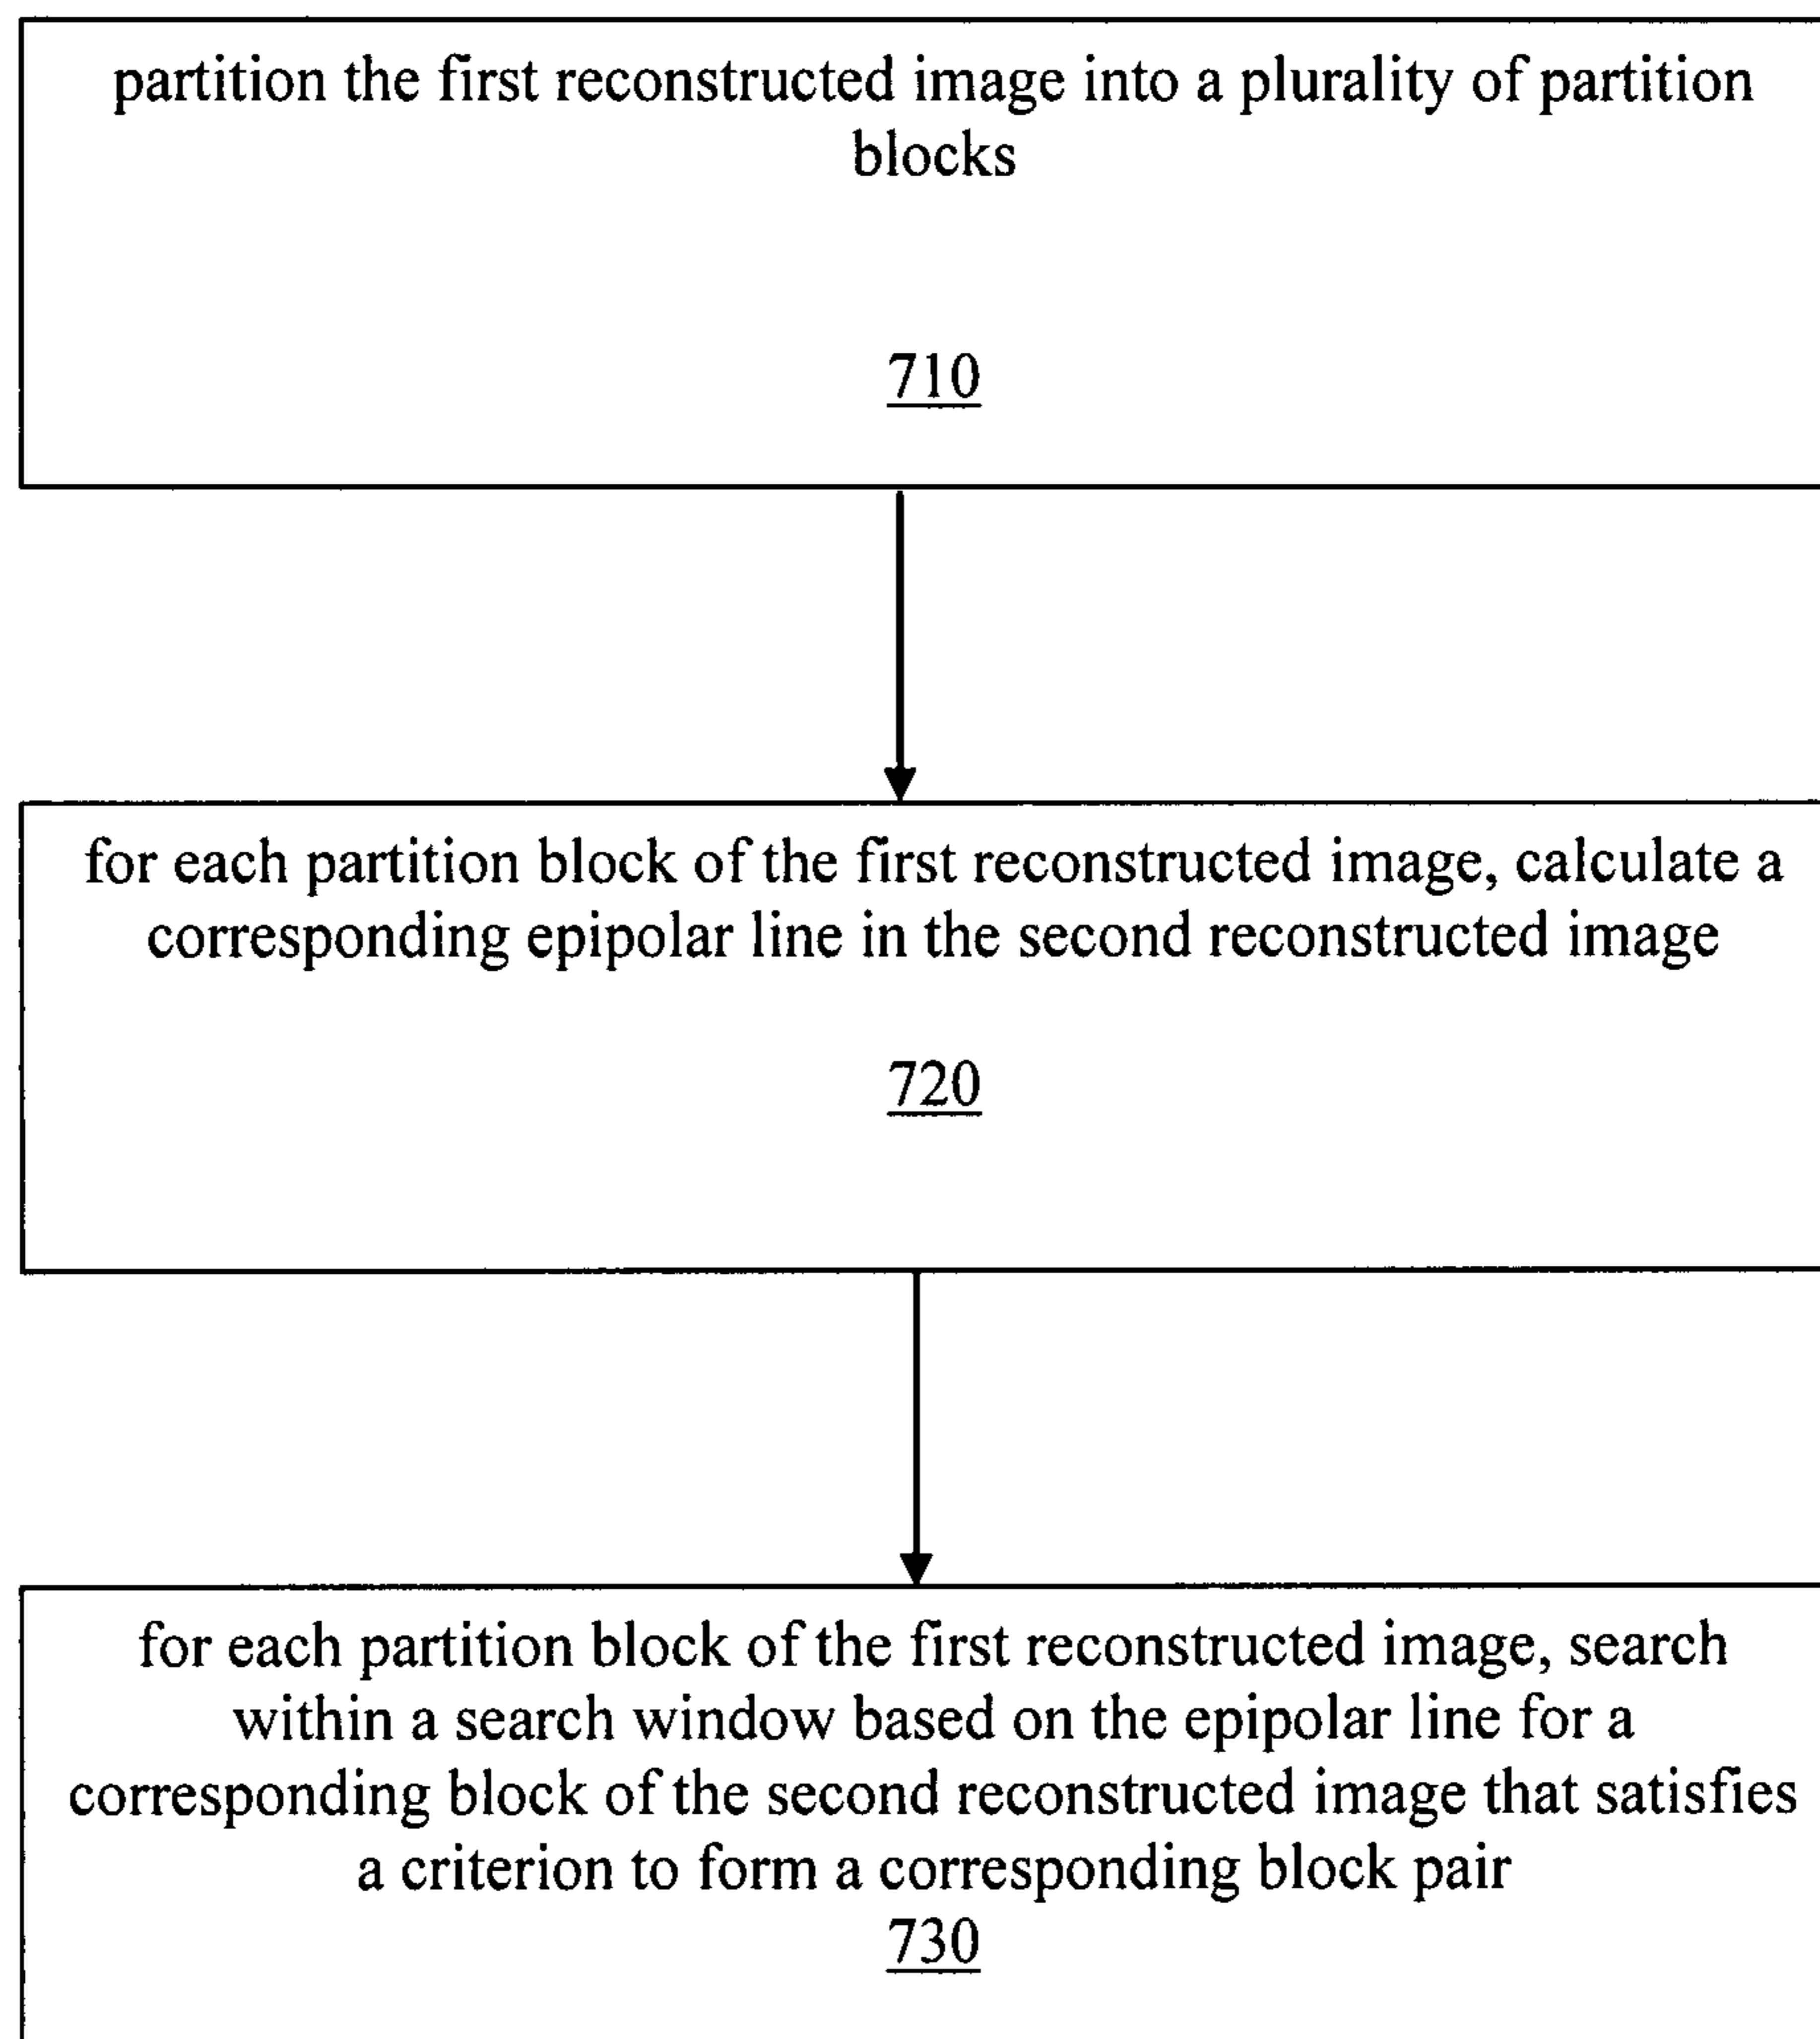 partition the first reconstructed image into a plurality of partition
blocks
710
for each partition block of the first reconstructed image, calculate a
corresponding epipolar line in the second reconstructed image
720
for each partition block of the first reconstructed image, search
within a search window based on the epipolar line for a
corresponding block of the second reconstructed image that satisfies
a criterion to form a corresponding block pair
730